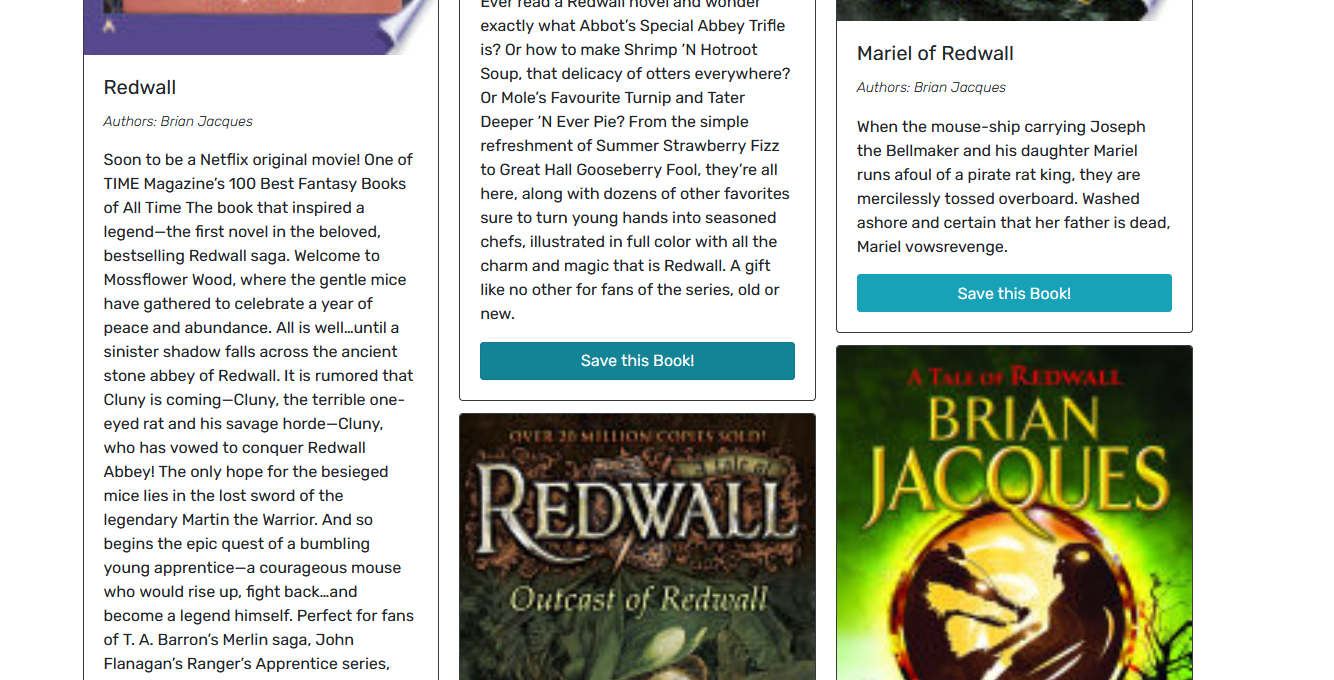 Redwall
Authors: Brian Jacques
Soon to be a Netflix original movie! One of
TIME Magazine’s 100 Best Fantasy Books
of All Time The book that inspired a
legend—the first novel in the beloved,
bestselling Redwall saga. Welcome to
Mossflower Wood, where the gentle mice
have gathered to celebrate a year of
peace and abundance. All is well…until a
sinister shadow falls across the ancient
stone abbey of Redwall. It is rumored that
Cluny is coming—Cluny, the terrible one-
eyed rat and his savage horde—Cluny,
who has vowed to conquer Redwall
Abbey! The only hope for the besieged
mice lies in the lost sword of the
legendary Martin the Warrior. And so
begins the epic quest of a bumbling
young apprentice—a courageous mouse
who would rise up, fight back…and
become a legend himself. Perfect for fans
of T. A. Barron’s Merlin saga, John
Flanagan’s Ranger’s Apprentice series,
Ever read a Redwall novel and wonder
exactly what Abbot’s Special Abbey Trifle
is? Or how to make Shrimp ’N Hotroot
Soup, that delicacy of otters everywhere?
Or Mole’s Favourite Turnip and Tater
Deeper ’N Ever Pie? From the simple
refreshment of Summer Strawberry Fizz
to Great Hall Gooseberry Fool, they’re all
here, along with dozens of other favorites
sure to turn young hands into seasoned
chefs, illustrated in full color with all the
charm and magic that is Redwall. A gift
like no other for fans of the series, old or
new.
Save this Book!
OVER 20 MILLION COPIES SOLD!
a tale of
REDWALL
Outcast of Redwall
Mariel of Redwall
Authors: Brian Jacques
When the mouse-ship carrying Joseph
the Bellmaker and his daughter Mariel
runs afoul of a pirate rat king, they are
mercilessly tossed overboard. Washed
ashore and certain that her father is dead,
Mariel vowsrevenge.
Save this Book!
A TALE OF REDWALL
BRIAN
JACQUES